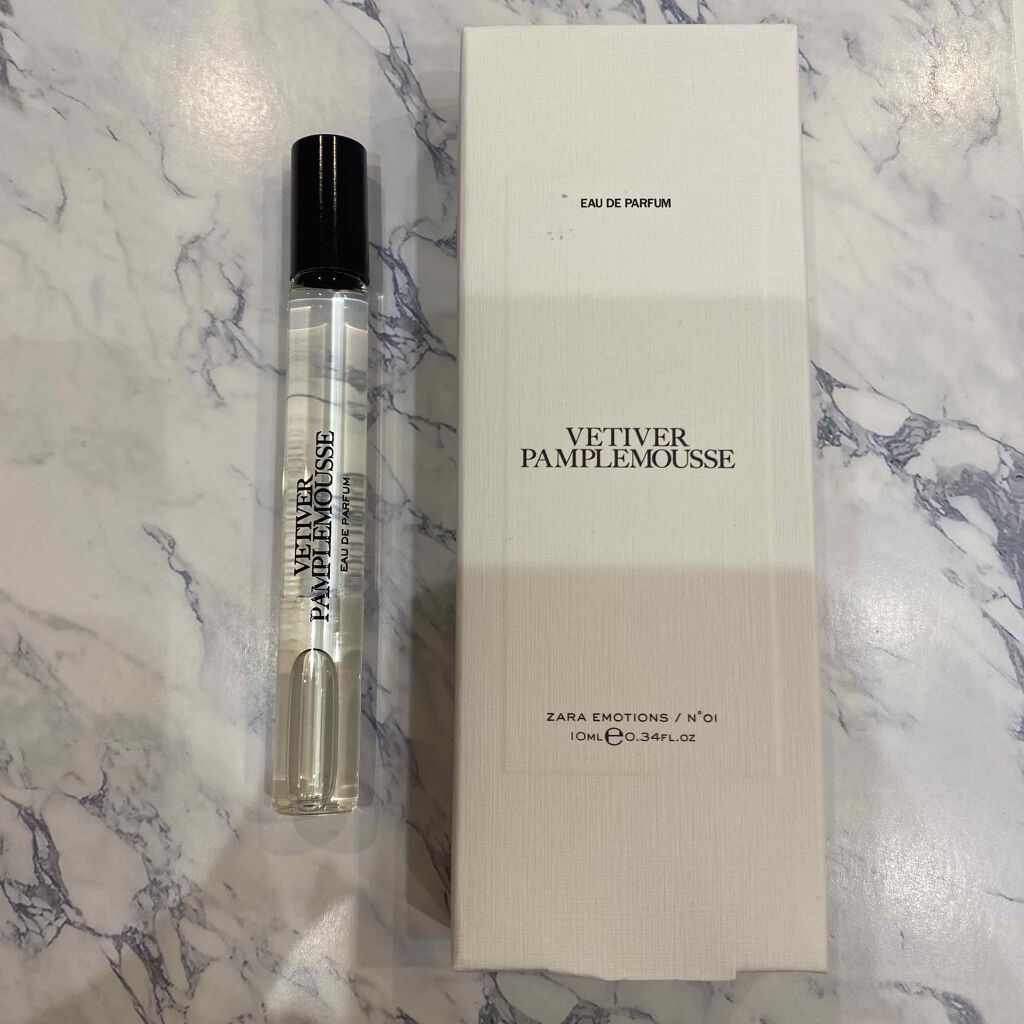 VETIVER
PAMPLEMOUSSE
EAU DE PARFUM
EAU DE PARFUM
VETIVER
PAMPLEMOUSSE
ZARA EMOTIONS / N°01
10ML℮0.34FL.OZ